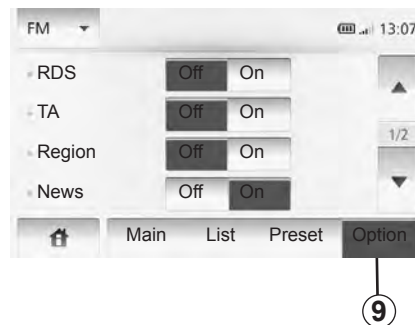 FM 13:07
RDS Off On
TA Off On
1/2
Region Off On
News Off On
Main List Preset Option
9